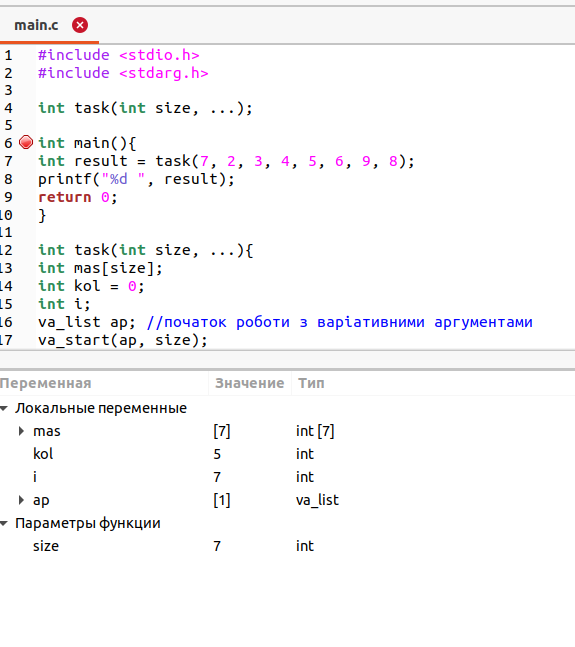 main.c
1 #include <stdio.h>
2 #include <stdarg.h>
3
4 int task(int size, ...);
5
6 int main(){
7 int result = task(7, 2, 3, 4, 5, 6, 9, 8);
8 printf("%d ", result);
9 return 0;
10 }
11
12 int task(int size, ...){
13 int mas[size];
14 int kol = 0;
15 int i;
16 va_list ap; //початок роботи з варіативними аргументами
17 va_start(ap, size);
Переменная Значение Тип
Локальные переменные
mas [7] int [7]
kol 5 int
i 7 int
ap [1] va_list
Параметры функции
size 7 int